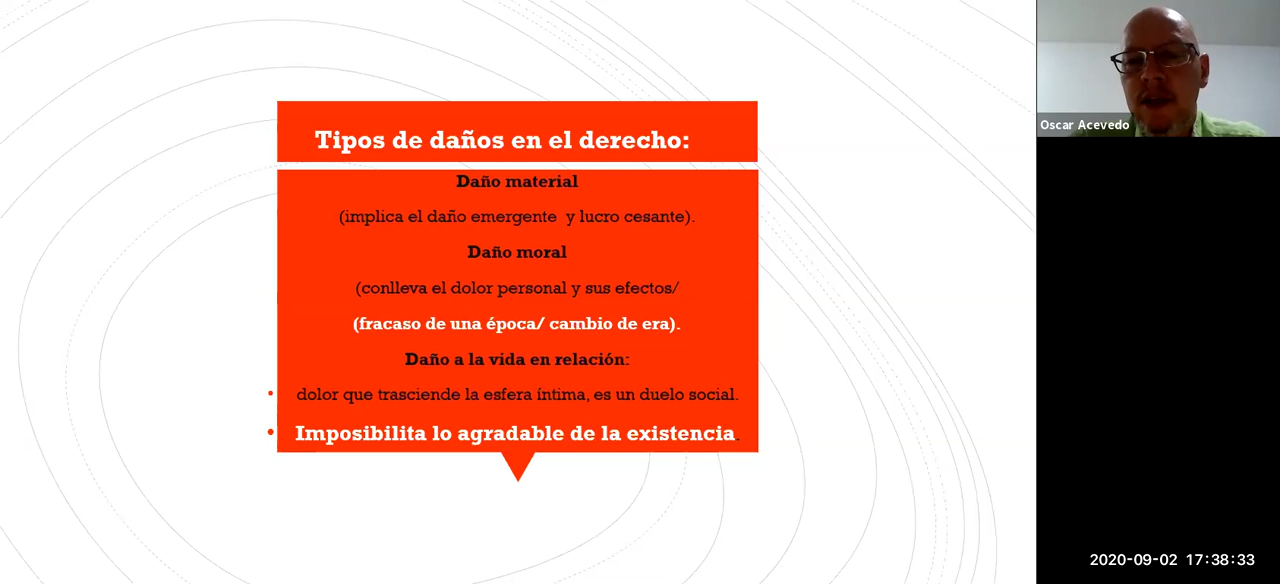 Tipos de daños en el derecho:
Daño material
(implica el daño emergente y lucro cesante).
Daño moral
(conlleva el dolor personal y sus efectos/
(fracaso de una época/ cambio de era).
Daño a la vida en relación:
• dolor que trasciende la esfera íntima, es un duelo social.
• Imposibilita lo agradable de la existencia.
Oscar Acevedo
2020-09-02 17:38:33